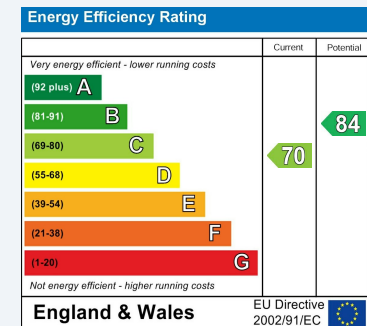 Energy Efficiency Rating
Current Potential
Very energy efficient - lower running costs
(92 plus) A
(81-91) B
84
(69-80) C
70
(55-68) D
(39-54) E
(21-38) F
(1-20) G
Not energy efficient - higher running costs
England & Wales
EU Directive
2002/91/EC